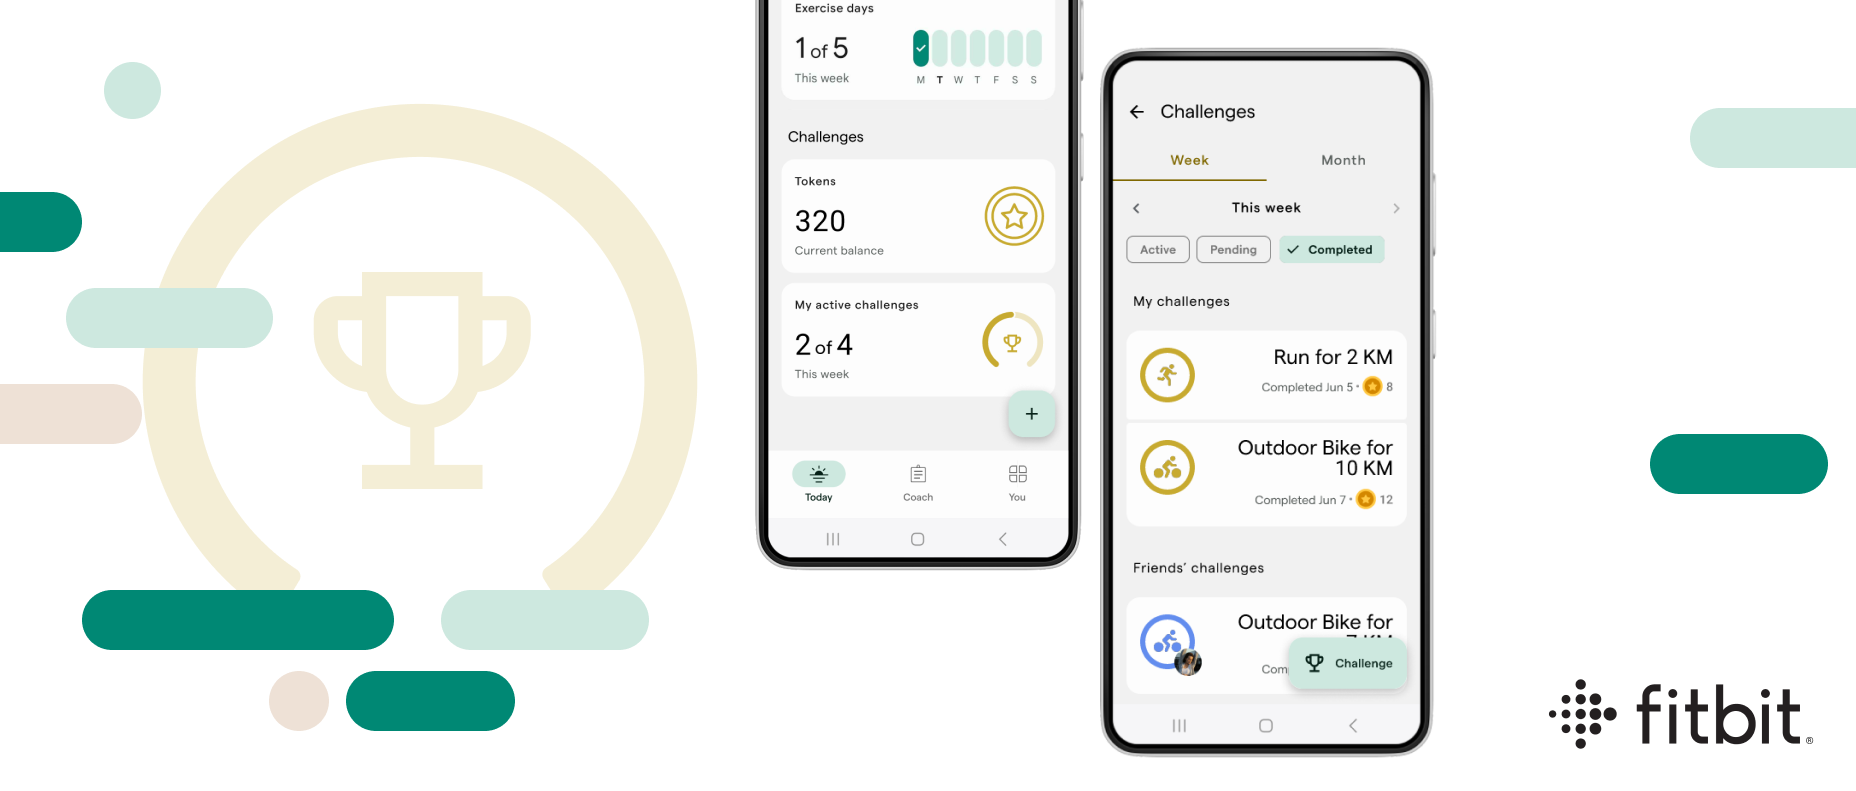 Exercise days
1 of 5
This week
M T W T F S S
Challenges
Tokens
320
Current balance
My active challenges
2 of 4
This week
+
Today Coach You
Challenges
Week Month
This week
Active Pending Completed
My challenges
Run for 2 KM
Completed Jun 5 • 8
Outdoor Bike for
10 KM
Completed Jun 7 • 12
Friends' challenges
Outdoor Bike for
7 KM
Com
Challenge
fitbit®